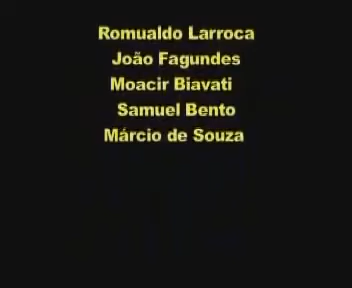 Romualdo Larroca
João Fagundes
Moacir Biavati
Samuel Bento
Márcio de Souza